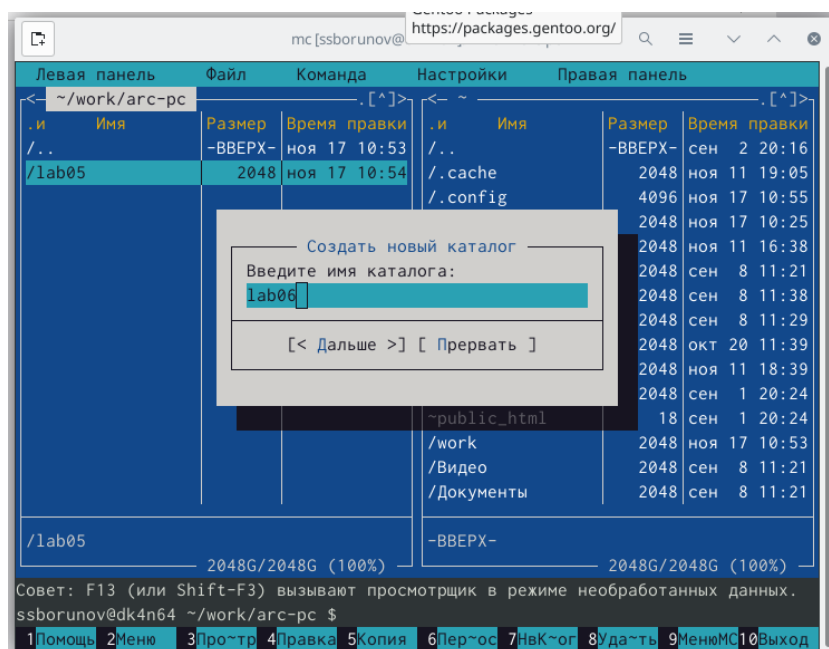 Gentoo Packages
https://packages.gentoo.org/
mc [ssborunov@
Левая панель Файл Команда Настройки Правая панель
<— ~/work/arc-pc .[^]> <— ~ .[^]>
.и Имя Размер Время правки .и Имя Размер Время правки
/.. -ВВЕРХ- ноя 17 10:53 /.. -ВВЕРХ- сен 2 20:16
/lab05 2048 ноя 17 10:54 /.cache 2048 ноя 11 19:05
/.config 4096 ноя 17 10:55
2048 ноя 17 10:25
Создать новый каталог 2048 ноя 11 16:38
Введите имя каталога: 2048 сен 8 11:21
lab06 2048 сен 8 11:38
2048 сен 8 11:29
[< Дальше >] [ Прервать ] 2048 окт 20 11:39
2048 ноя 11 18:39
2048 сен 1 20:24
~public_html 18 сен 1 20:24
/work 2048 ноя 17 10:53
/Видео 2048 сен 8 11:21
/Документы 2048 сен 8 11:21
/lab05 -ВВЕРХ-
2048G/2048G (100%) 2048G/2048G (100%)
Совет: F13 (или Shift-F3) вызывают просмотрщик в режиме необработанных данных.
ssborunov@dk4n64 ~/work/arc-pc $
1Помощь 2Меню 3Про~тр 4Правка 5Копия 6Пер~ос 7НвК~ог 8Уда~ть 9МенюMC 10Выход